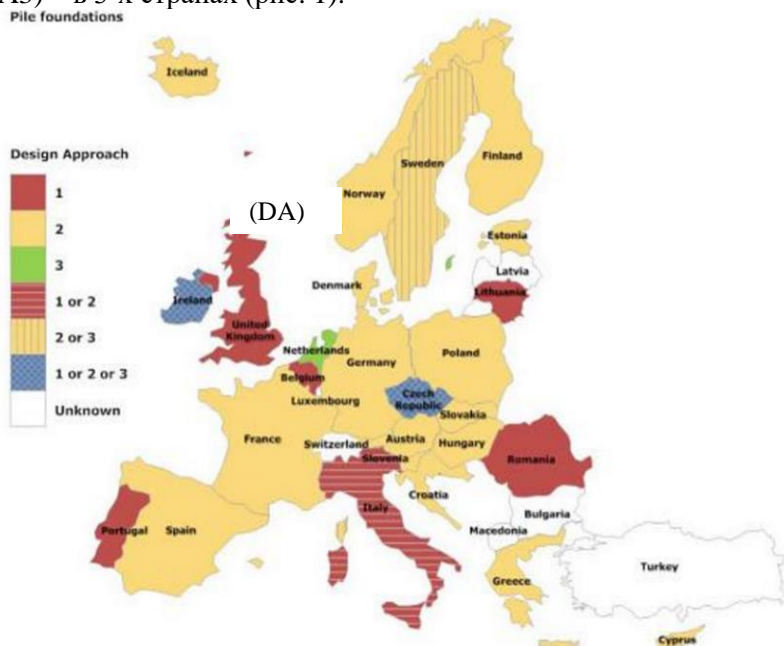 АЗ) – в 3-х странах (рис. 1).
Pile foundations
Iceland
Design Approach
1
2
3
1 or 2
2 or 3
1 or 2 or 3
Unknown
(DA)
Sweden
Finland
Norway
Estonia
Latvia
Lithuania
Denmark
Ireland
United
Kingdom
Netherlands
Belgium
Luxembourg
Germany
Poland
Czech
Republic
Slovakia
France
Switzerland
Austria
Hungary
Slovenia
Romania
Croatia
Italy
Bulgaria
Macedonia
Portugal
Spain
Turkey
Greece
Cyprus